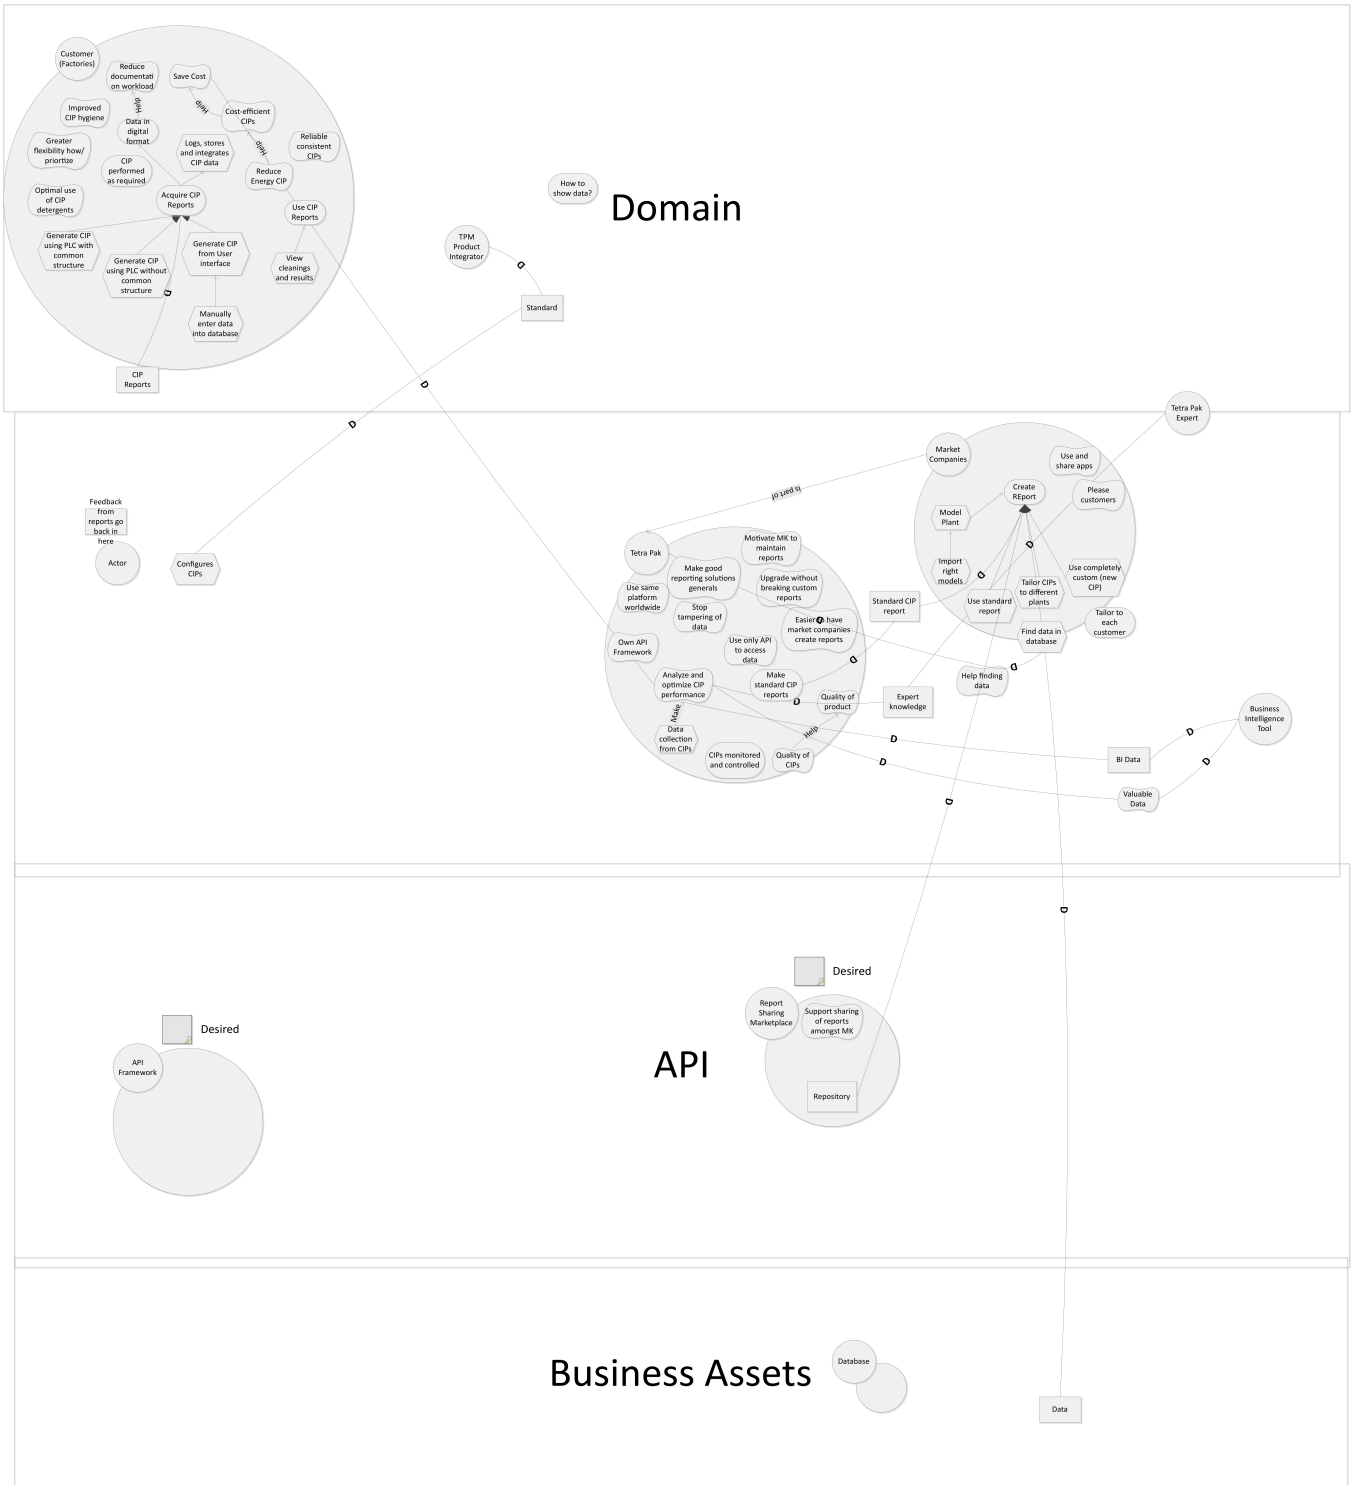 Customer
(Factories)
Reduce
documentati
on workload
Save Cost
Help
Help
Improved
CIP hygiene
Data in
digital
format
Cost-efficient
CIPs
Help
Greater
flexibility how/
priortize
Logs, stores
and integrates
CIP data
Reliable
consistent
CIPs
CIP
performed
as required
Reduce
Energy CIP
Optimal use
of CIP
detergents
Acquire CIP
Reports
Use CIP
Reports
Generate CIP
using PLC with
common
structure
Generate CIP
using PLC without
common
structure
Generate CIP
from User
interface
View
cleanings
and results
D
Manually
enter data
into database
CIP
Reports
How to
show data?
Domain
TPM
Product
Integrator
D
Standard
D
D
Tetra Pak
Expert
Market
Companies
Use and
share apps
Create
REport
Please
customers
is part of
Model
Plant
D
Feedback
from
reports go
back in
here
Actor
Configures
CIPs
Tetra Pak
Motivate MK to
maintain
reports
Make good
reporting solutions
generals
Upgrade without
breaking custom
reports
Use same
platform
worldwide
Stop
tampering of
data
Easier to have
market companies
create reports
D
Own API
Framework
Use only API
to access
data
Analyze and
optimize CIP
performance
Make
standard CIP
reports
D
Quality of
product
Make
Data
collection
from CIPs
Help
CIPs monitored
and controlled
Quality of
CIPs
Import
right
models
D
Use standard
report
Tailor CIPs
to different
plants
Use completely
custom (new
CIP)
Standard CIP
report
Find data in
database
Tailor to
each
customer
D
D
Help finding
data
Expert
knowledge
Business
Intelligence
Tool
D
D
BI Data
D
D
Valuable
Data
D
D
Desired
Report
Sharing
Marketplace
Support sharing
of reports
amongst MK
Repository
Desired
API
Framework
API
Business Assets
Database
Data